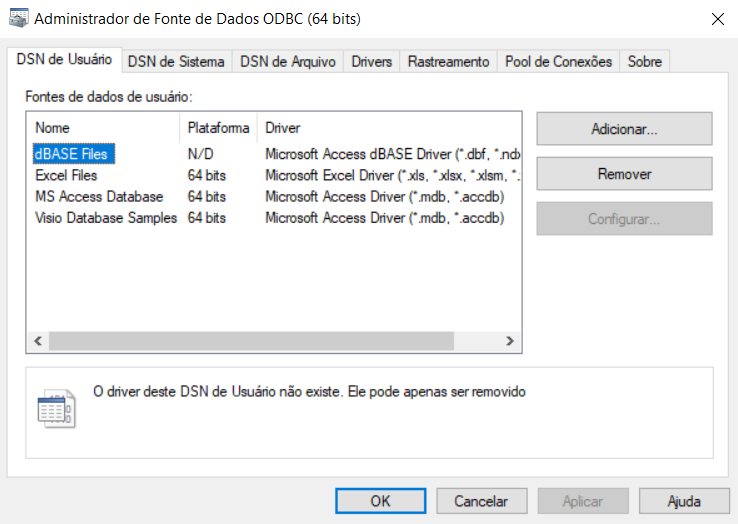 Administrador de Fonte de Dados ODBC (64 bits)
DSN de Usuário DSN de Sistema DSN de Arquivo Drivers Rastreamento Pool de Conexões Sobre
Fontes de dados de usuário:
Nome Plataforma Driver
dBASE Files N/D Microsoft Access dBASE Driver (*.dbf, *.ndx
Excel Files 64 bits Microsoft Excel Driver (*.xls, *.xlsx, *.xlsm, *.
MS Access Database 64 bits Microsoft Access Driver (*.mdb, *.accdb)
Visio Database Samples 64 bits Microsoft Access Driver (*.mdb, *.accdb)
Adicionar...
Remover
Configurar...
O driver deste DSN de Usuário não existe. Ele pode apenas ser removido
OK Cancelar Aplicar Ajuda